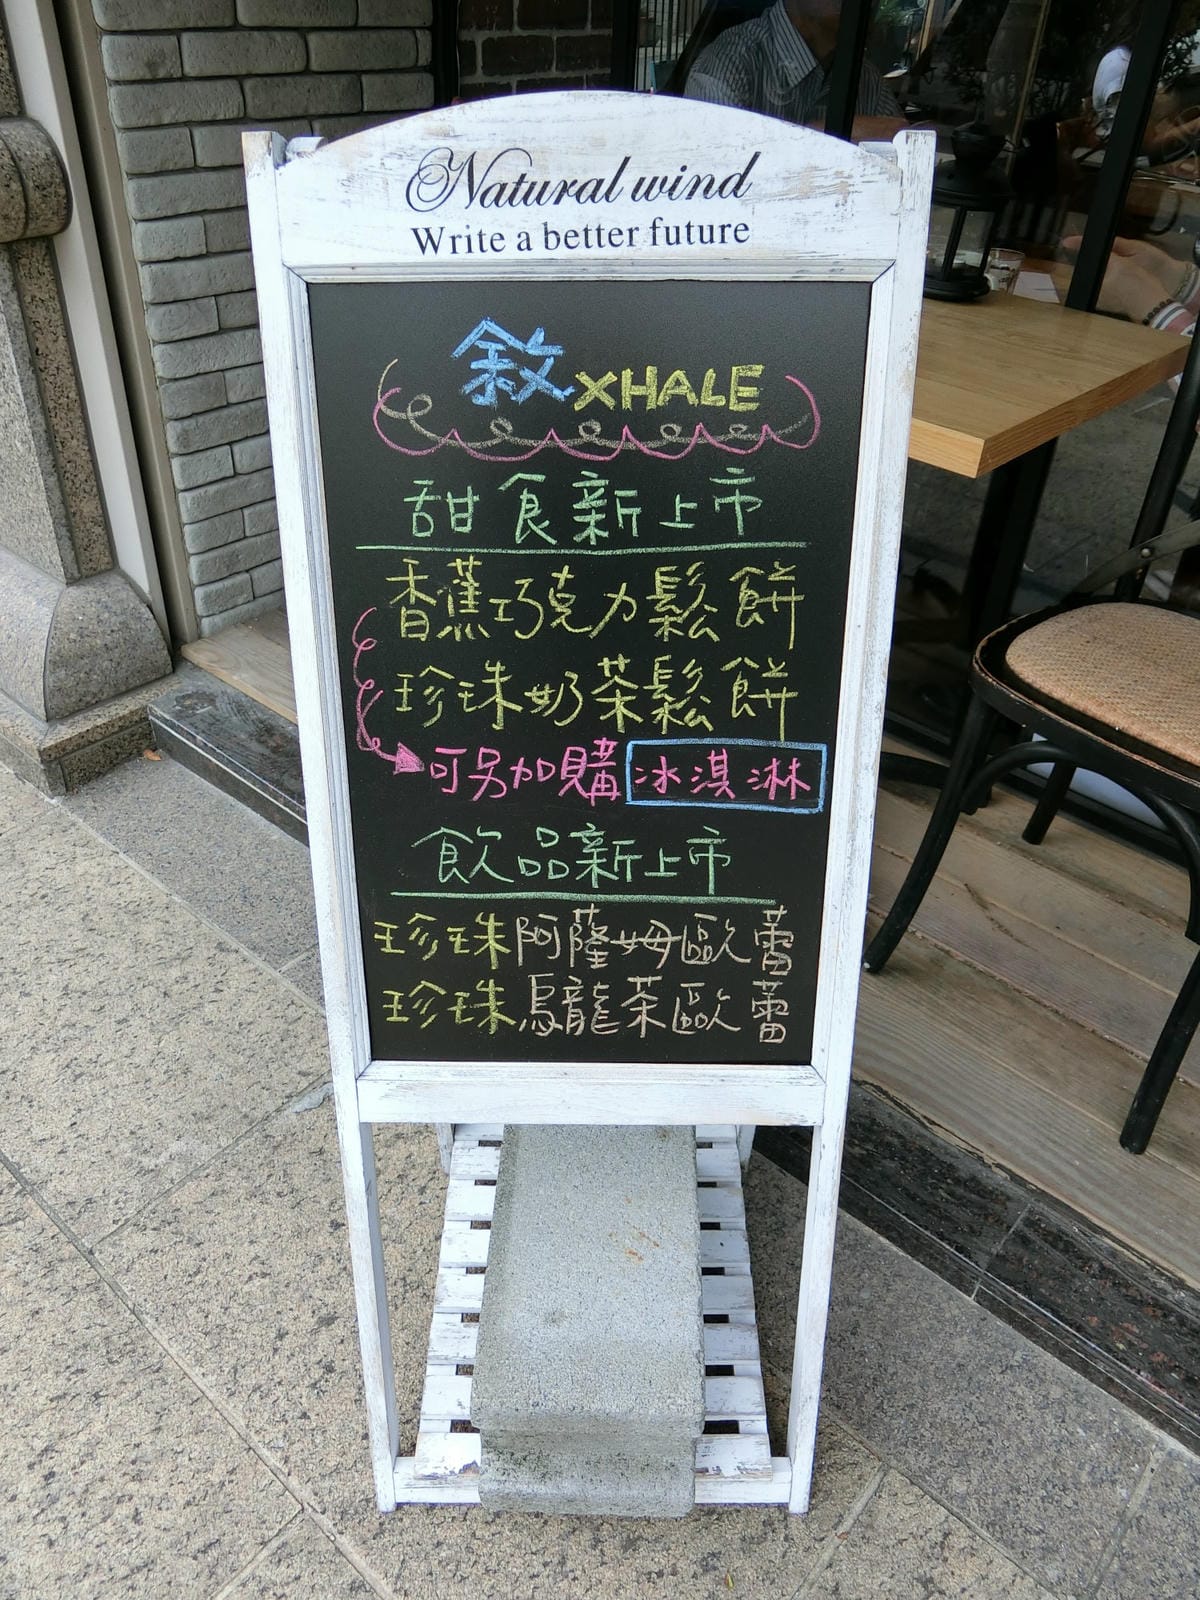 Natural wind
Write a better future
敘 XHALE
甜食新上市
香蕉巧克力鬆餅
珍珠奶茶鬆餅
可另加購 冰淇淋
飲品新上市
珍珠阿薩姆歐蕾
珍珠烏龍茶歐蕾